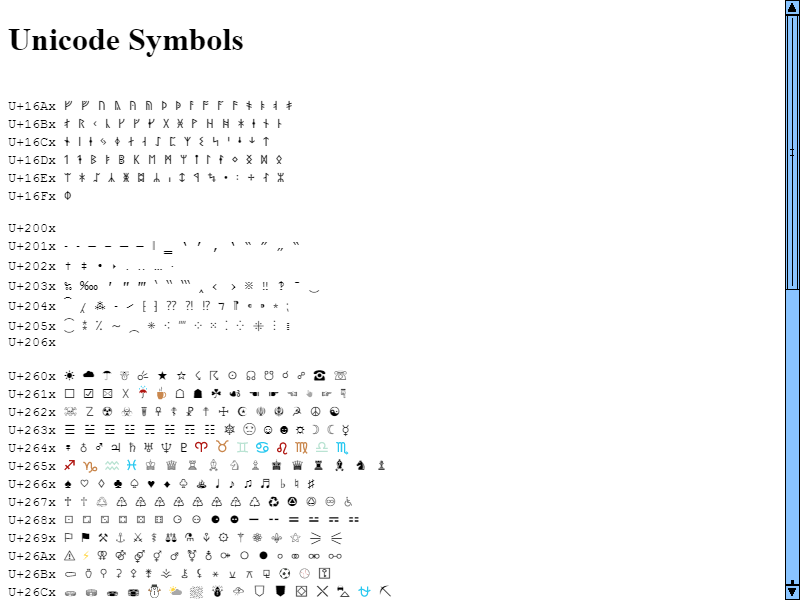 Unicode Symbols
U+16Ax ᚠ ᚡ ᚢ ᚣ ᚤ ᚥ ᚦ ᚧ ᚨ ᚩ ᚪ ᚫ ᚬ ᚭ ᚮ ᚯ
U+16Bx ᚰ ᚱ ᚲ ᚳ ᚴ ᚵ ᚶ ᚷ ᚸ ᚹ ᚺ ᚻ ᚼ ᚽ ᚾ ᚿ
U+16Cx ᛀ ᛁ ᛂ ᛃ ᛄ ᛅ ᛆ ᛇ ᛈ ᛉ ᛊ ᛋ ᛌ ᛍ ᛎ ᛏ
U+16Dx ᛐ ᛑ ᛒ ᛓ ᛔ ᛕ ᛖ ᛗ ᛘ ᛙ ᛚ ᛛ ᛜ ᛝ ᛞ ᛟ
U+16Ex ᛠ ᛡ ᛢ ᛣ ᛤ ᛥ ᛦ ᛧ ᛨ ᛩ ᛪ ᛫ ᛬ ᛭ ᛮ ᛯ
U+16Fx ᛰ
U+200x
U+201x ‐ ‑ ‒ – — ― ‖ ‗ ‘ ’ ‚ ‛ “ ” „ ‟
U+202x † ‡ • ‣ ․ ‥ … ‧
U+203x ‰ ‱ ′ ″ ‴ ‵ ‶ ‷ ‸ ‹ › ※ ‼ ‽ ‾ ‿
U+204x ⁀ ⁁ ⁂ ⁃ ⁄ ⁅ ⁆ ⁇ ⁈ ⁉ ⁊ ⁋ ⁌ ⁍ ⁎ ⁏
U+205x ⁐ ⁑ ⁒ ⁓ ⁔ ⁕ ⁖ ⁗ ⁘ ⁙ ⁚ ⁛ ⁜ ⁝ ⁞
U+206x
U+260x ☀ ☁ ☂ ☃ ☄ ★ ☆ ☇ ☈ ☉ ☊ ☋ ☌ ☍ ☎ ☏
U+261x ☐ ☑ ☒ ☓ ☔ ☕ ☖ ☗ ☘ ☙ ☚ ☛ ☜ ☝ ☞ ☟
U+262x ☠ ☡ ☢ ☣ ☤ ☥ ☦ ☧ ☨ ☩ ☪ ☫ ☬ ☭ ☮ ☯
U+263x ☰ ☱ ☲ ☳ ☴ ☵ ☶ ☷ ☸ ☹ ☺ ☻ ☼ ☽ ☾ ☿
U+264x ♀ ♁ ♂ ♃ ♄ ♅ ♆ ♇ ♈ ♉ ♊ ♋ ♌ ♍ ♎ ♏
U+265x ♐ ♑ ♒ ♓ ♔ ♕ ♖ ♗ ♘ ♙ ♚ ♛ ♜ ♝ ♞ ♟
U+266x ♠ ♡ ♢ ♣ ♤ ♥ ♦ ♧ ♨ ♩ ♪ ♫ ♬ ♭ ♮ ♯
U+267x ♰ ♱ ♲ ♳ ♴ ♵ ♶ ♷ ♸ ♹ ♺ ♻ ♼ ♽ ♾ ♿
U+268x ⚀ ⚁ ⚂ ⚃ ⚄ ⚅ ⚆ ⚇ ⚈ ⚉ ⚊ ⚋ ⚌ ⚍ ⚎ ⚏
U+269x ⚐ ⚑ ⚒ ⚓ ⚔ ⚕ ⚖ ⚗ ⚘ ⚙ ⚚ ⚛ ⚜ ⚝ ⚞ ⚟
U+26Ax ⚠ ⚡ ⚢ ⚣ ⚤ ⚥ ⚦ ⚧ ⚨ ⚩ ⚪ ⚫ ⚬ ⚭ ⚮ ⚯
U+26Bx ⚰ ⚱ ⚲ ⚳ ⚴ ⚵ ⚶ ⚷ ⚸ ⚹ ⚺ ⚻ ⚼ ⚽ ⚾ ⚿
U+26Cx ⛀ ⛁ ⛂ ⛃ ⛄ ⛅ ⛆ ⛇ ⛈ ⛉ ⛊ ⛋ ⛌ ⛍ ⛎ ⛏